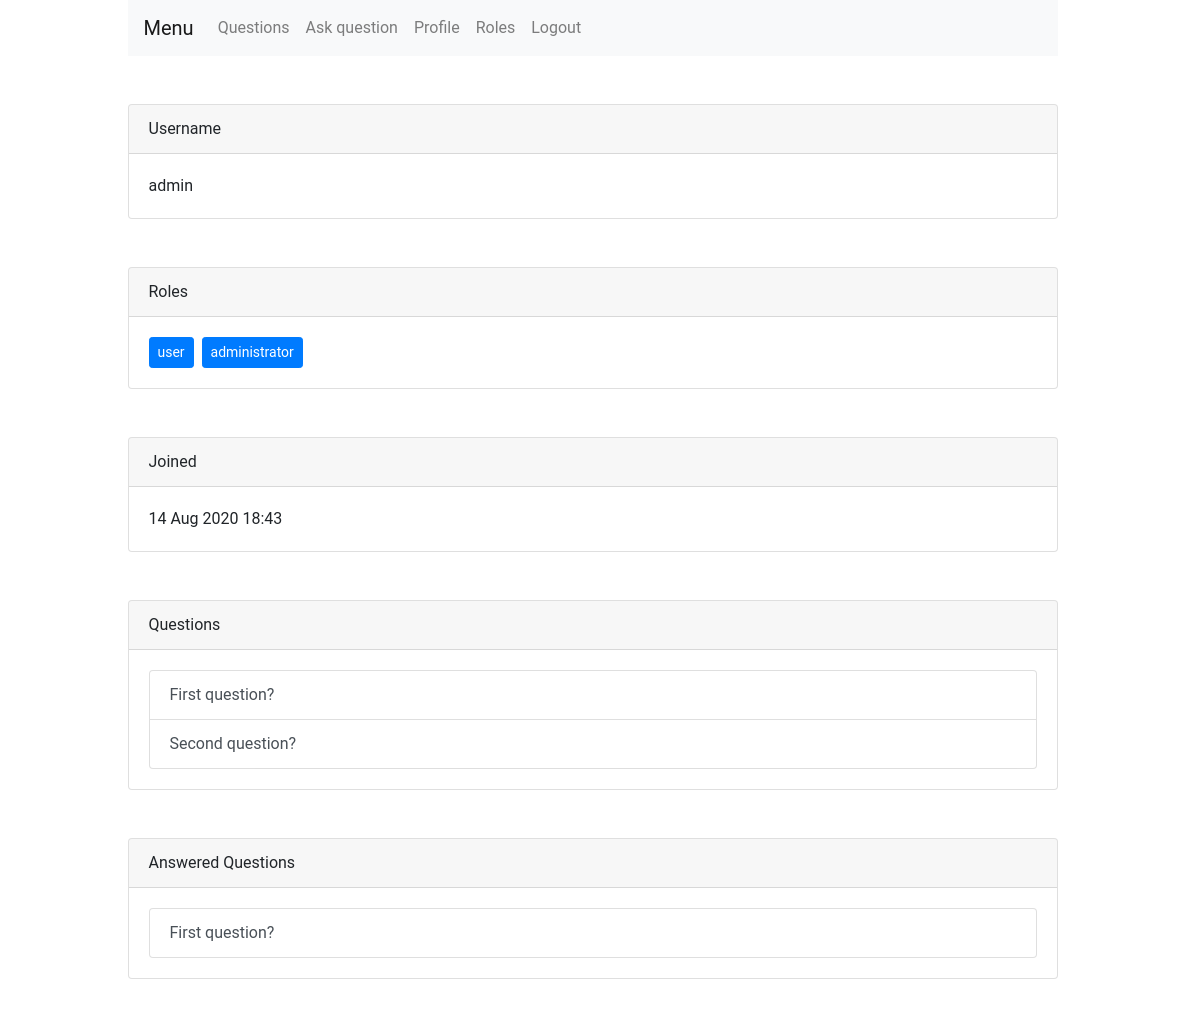 Menu Questions Ask question Profile Roles Logout
Username
admin
Roles
user administrator
Joined
14 Aug 2020 18:43
Questions
First question?
Second question?
Answered Questions
First question?